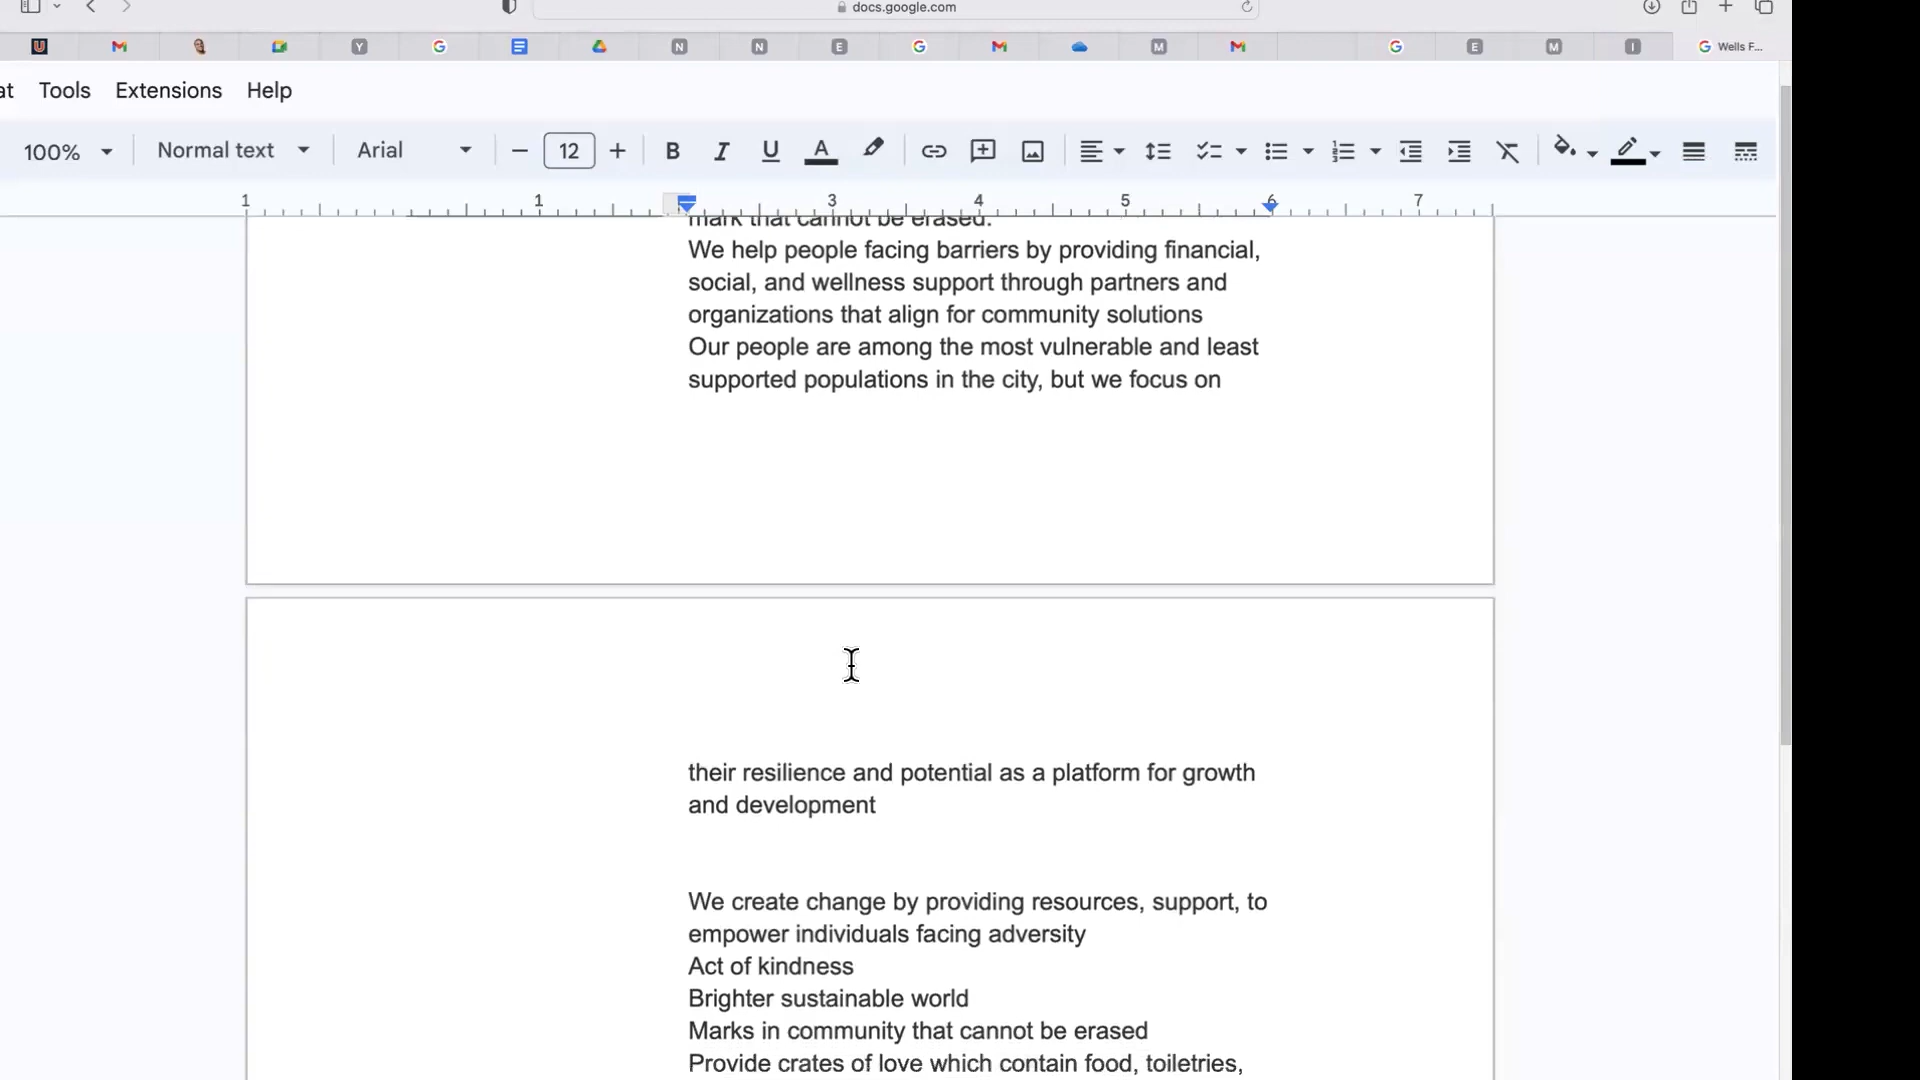 docs.google.com
U
Y
G
N
N
E
G
M
G
E
M
I
G Wells F...
at Tools Extensions Help
100% Normal text Arial − 12 + B I U A
1 1 3 4 5 6 7
mark that cannot be erased.
We help people facing barriers by providing financial,
social, and wellness support through partners and
organizations that align for community solutions
Our people are among the most vulnerable and least
supported populations in the city, but we focus on
their resilience and potential as a platform for growth
and development
We create change by providing resources, support, to
empower individuals facing adversity
Act of kindness
Brighter sustainable world
Marks in community that cannot be erased
Provide crates of love which contain food, toiletries,